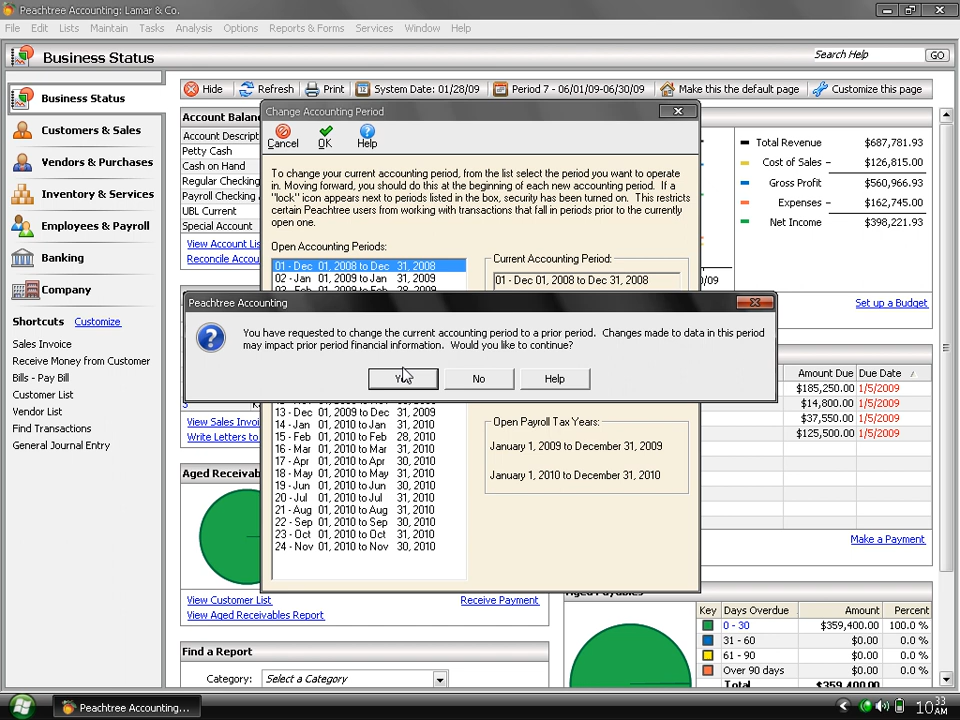 Peachtree Accounting: Lamar & Co.
File Edit Lists Maintain Tasks Analysis Options Reports & Forms Services Window Help
Business Status
Search Help GO
Business Status
Customers & Sales
Vendors & Purchases
Inventory & Services
Employees & Payroll
Banking
Company
Shortcuts Customize
Sales Invoice
Receive Money from Customer
Bills - Pay Bill
Customer List
Vendor List
Find Transactions
General Journal Entry
Hide Refresh Print System Date: 01/28/09 Period 7 - 06/01/09-06/30/09 Make this the default page Customize this page
Account Balan
Account Descript
Petty Cash
Cash on Hand
Regular Checking
Payroll Checking
UBL Current
Special Account
View Account Lis
Reconcile Accou
Change Accounting Period
Cancel OK Help
To change your current accounting period, from the list select the period you want to operate
in. Moving forward, you should do this at the beginning of each new accounting period. If a
"lock" icon appears next to periods listed in the box, security has been turned on. This restricts
certain Peachtree users from working with transactions that fall in periods prior to the currently
open one.
Open Accounting Periods:
01 - Dec 01, 2008 to Dec 31, 2008
02 - Jan 01, 2009 to Jan 31, 2009
Current Accounting Period:
01 - Dec 01, 2008 to Dec 31, 2008
Peachtree Accounting
You have requested to change the current accounting period to a prior period. Changes made to data in this period
may impact prior period financial information. Would you like to continue?
No Help
13 - Dec 01, 2009 to Dec 31, 2009
14 - Jan 01, 2010 to Jan 31, 2010
15 - Feb 01, 2010 to Feb 28, 2010
16 - Mar 01, 2010 to Mar 31, 2010
17 - Apr 01, 2010 to Apr 30, 2010
18 - May 01, 2010 to May 31, 2010
19 - Jun 01, 2010 to Jun 30, 2010
20 - Jul 01, 2010 to Jul 31, 2010
21 - Aug 01, 2010 to Aug 31, 2010
22 - Sep 01, 2010 to Sep 30, 2010
23 - Oct 01, 2010 to Oct 31, 2010
24 - Nov 01, 2010 to Nov 30, 2010
Open Payroll Tax Years:
January 1, 2009 to December 31, 2009
January 1, 2010 to December 31, 2010
Total Revenue $687,781.93
Cost of Sales - $126,815.00
Gross Profit $560,966.93
Expenses - $162,745.00
Net Income $398,221.93
0/09
Set up a Budget
Amount Due Due Date
$185,250.00 1/5/2009
$14,800.00 1/5/2009
$37,550.00 1/5/2009
$125,500.00 1/5/2009
Make a Payment
View Sales Invoi
Write Letters to
Aged Receivabl
View Customer List Receive Payment
View Aged Receivables Report
Find a Report
Category: Select a Category
Aged Payables
Key Days Overdue Amount Percent
0 - 30 $359,400.00 100.0 %
31 - 60 $0.00 0.0 %
61 - 90 $0.00 0.0 %
Over 90 days $0.00 0.0 %
Total $359,400.00
Peachtree Accounting...
10:33 AM